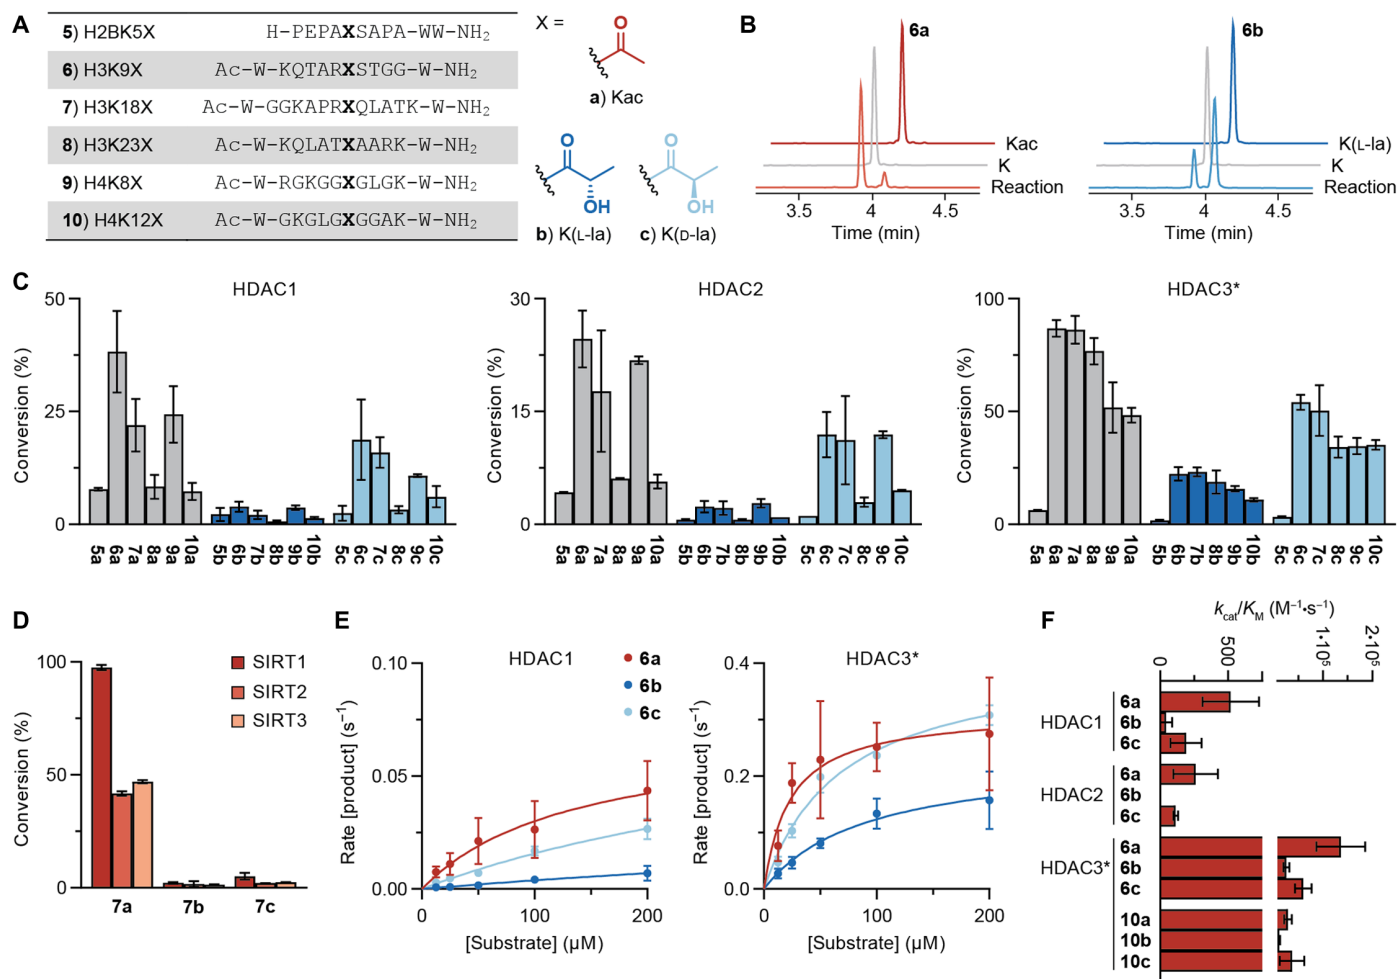 A
5) H2BK5X H-PEPAXSAPA-WW-NH₂
6) H3K9X Ac-W-KQTARXSTGG-W-NH₂
7) H3K18X Ac-W-GGKAPRXQLATK-W-NH₂
8) H3K23X Ac-W-KQLATXAARK-W-NH₂
9) H4K8X Ac-W-RGKGGXGLGK-W-NH₂
10) H4K12X Ac-W-GKGLGXGGAK-W-NH₂
X =
O
a) Kac
O
OH
b) K(L-la)
O
OH
c) K(D-la)
B
6a
Kac
K
Reaction
3.5 4 4.5
Time (min)
6b
K(L-la)
K
Reaction
3.5 4 4.5
Time (min)
C
HDAC1
Conversion (%)
50
25
0
5a 6a 7a 8a 9a 10a 5b 6b 7b 8b 9b 10b 5c 6c 7c 8c 9c 10c
HDAC2
Conversion (%)
30
15
0
5a 6a 7a 8a 9a 10a 5b 6b 7b 8b 9b 10b 5c 6c 7c 8c 9c 10c
HDAC3*
Conversion (%)
100
50
0
5a 6a 7a 8a 9a 10a 5b 6b 7b 8b 9b 10b 5c 6c 7c 8c 9c 10c
D
Conversion (%)
100
50
0
SIRT1
SIRT2
SIRT3
7a 7b 7c
E
HDAC1
Rate [product] (s⁻¹)
0.10
0.05
0.00
0 100 200
[Substrate] (µM)
6a
6b
6c
HDAC3*
Rate [product] (s⁻¹)
0.4
0.2
0.0
0 100 200
[Substrate] (µM)
F
kcat/KM (M⁻¹•s⁻¹)
0 500 1•10⁵ 2•10⁵
HDAC1
6a
6b
6c
HDAC2
6a
6b
6c
HDAC3*
6a
6b
6c
10a
10b
10c